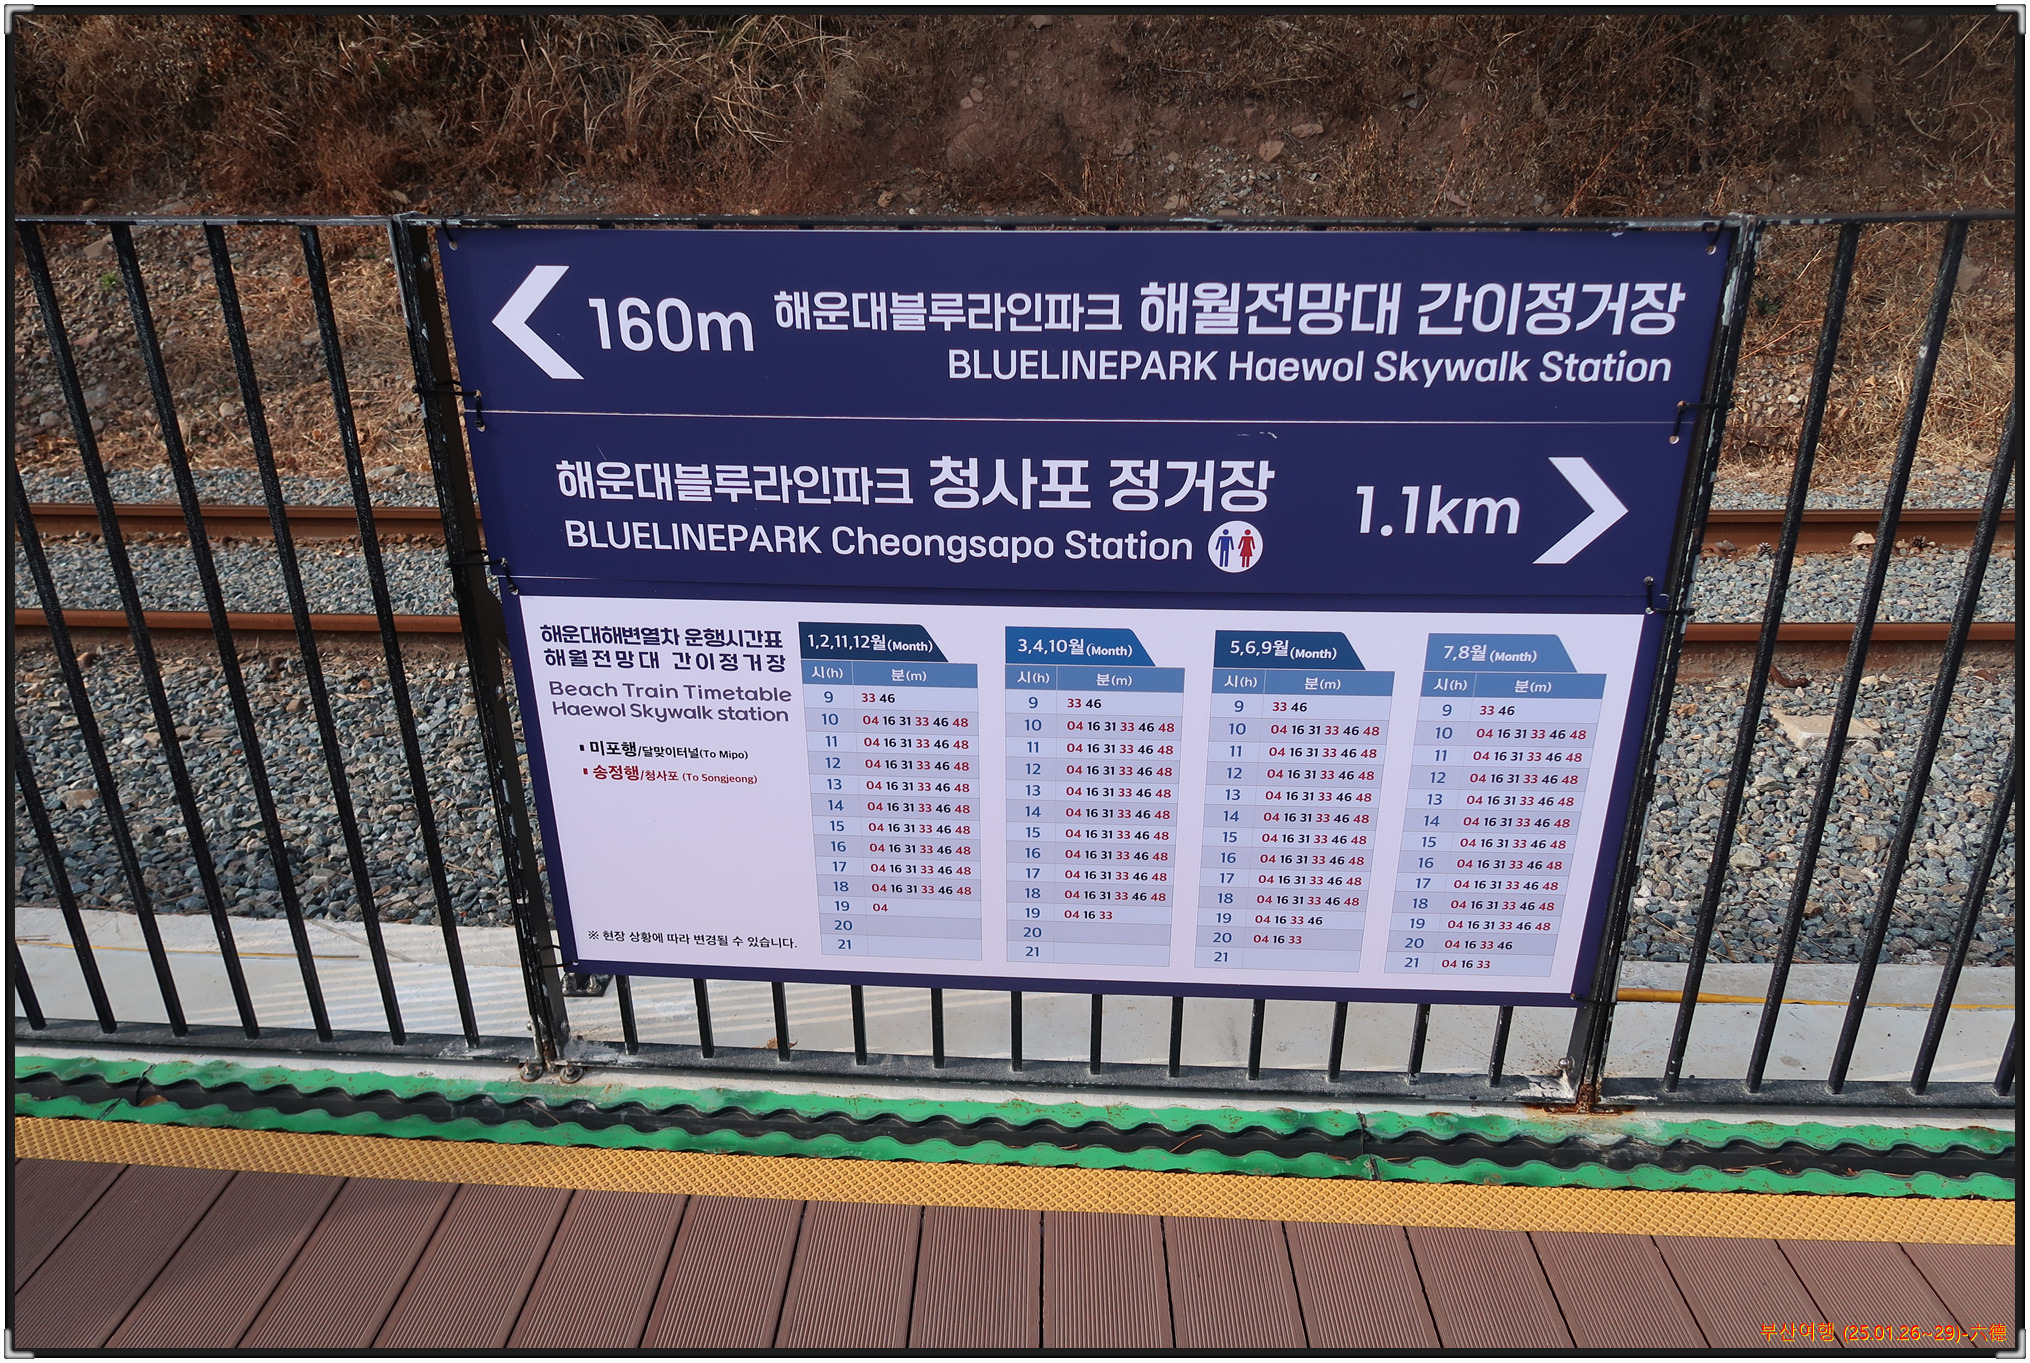 160m 해운대블루라인파크 해월전망대 간이정거장
BLUELINEPARK Haewol Skywalk Station
해운대블루라인파크 청사포 정거장 1.1km
BLUELINEPARK Cheongsapo Station
해운대해변열차 운행시간표
해월전망대 간이정거장
Beach Train Timetable
Haewol Skywalk station
미포행/달맞이터널(To Mipo)
송정행/청사포 (To Songjeong)
※ 현장 상황에 따라 변경될 수 있습니다.
1,2,11,12월(Month)
시(h) 분(m)
9 33 46
10 04 16 31 33 46 48
11 04 16 31 33 46 48
12 04 16 31 33 46 48
13 04 16 31 33 46 48
14 04 16 31 33 46 48
15 04 16 31 33 46 48
16 04 16 31 33 46 48
17 04 16 31 33 46 48
18 04 16 31 33 46 48
19 04
20
21
3,4,10월(Month)
시(h) 분(m)
9 33 46
10 04 16 31 33 46 48
11 04 16 31 33 46 48
12 04 16 31 33 46 48
13 04 16 31 33 46 48
14 04 16 31 33 46 48
15 04 16 31 33 46 48
16 04 16 31 33 46 48
17 04 16 31 33 46 48
18 04 16 31 33 46 48
19 04 16 33
20
21
5,6,9월(Month)
시(h) 분(m)
9 33 46
10 04 16 31 33 46 48
11 04 16 31 33 46 48
12 04 16 31 33 46 48
13 04 16 31 33 46 48
14 04 16 31 33 46 48
15 04 16 31 33 46 48
16 04 16 31 33 46 48
17 04 16 31 33 46 48
18 04 16 31 33 46 48
19 04 16 33 46
20 04 16 33
21
7,8월(Month)
시(h) 분(m)
9 33 46
10 04 16 31 33 46 48
11 04 16 31 33 46 48
12 04 16 31 33 46 48
13 04 16 31 33 46 48
14 04 16 31 33 46 48
15 04 16 31 33 46 48
16 04 16 31 33 46 48
17 04 16 31 33 46 48
18 04 16 31 33 46 48
19 04 16 31 33 46 48
20 04 16 33 46
21 04 16 33
부산여행 (25.01.26~29)-六德